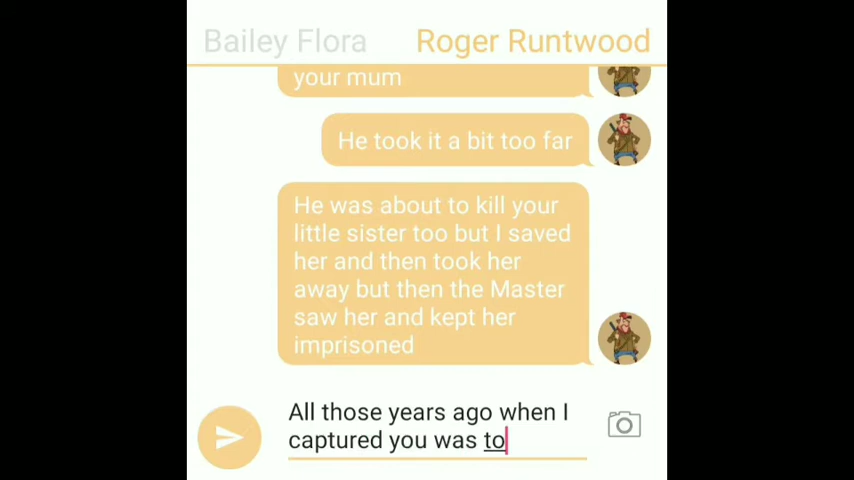 Bailey Flora Roger Runtwood
your mum
He took it a bit too far
He was about to kill your
little sister too but I saved
her and then took her
away but then the Master
saw her and kept her
imprisoned
All those years ago when I
captured you was to